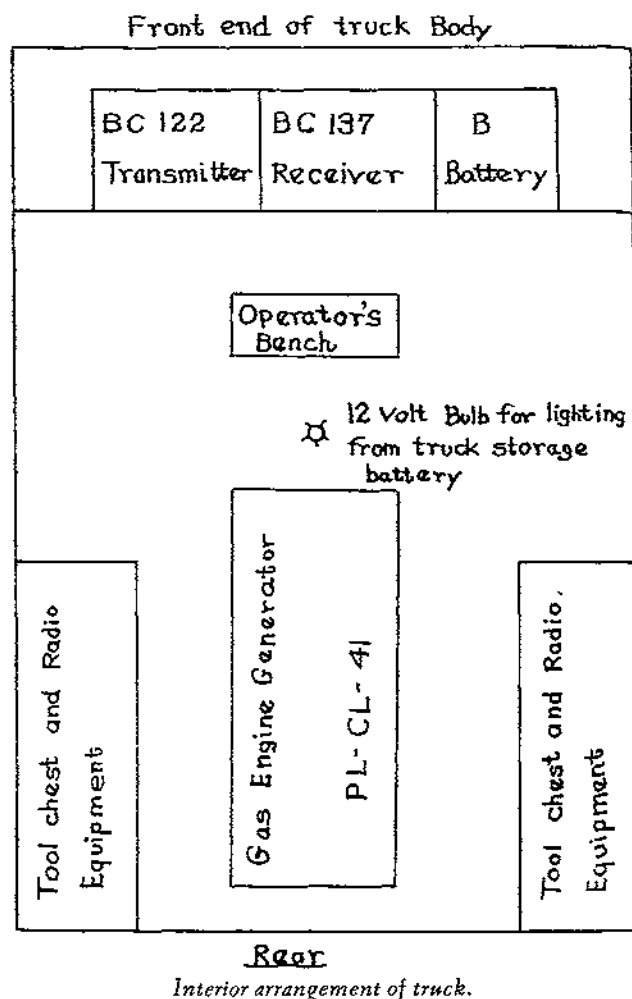 Front end of truck Body
BC 122
Transmitter
BC 137
Receiver
B
Battery
Operator's
Bench
12 Volt Bulb for lighting
from truck storage
battery
Tool chest and Radio
Equipment
Gas Engine Generator
PL-CL-41
Tool chest and Radio.
Equipment
Rear
Interior arrangement of truck.